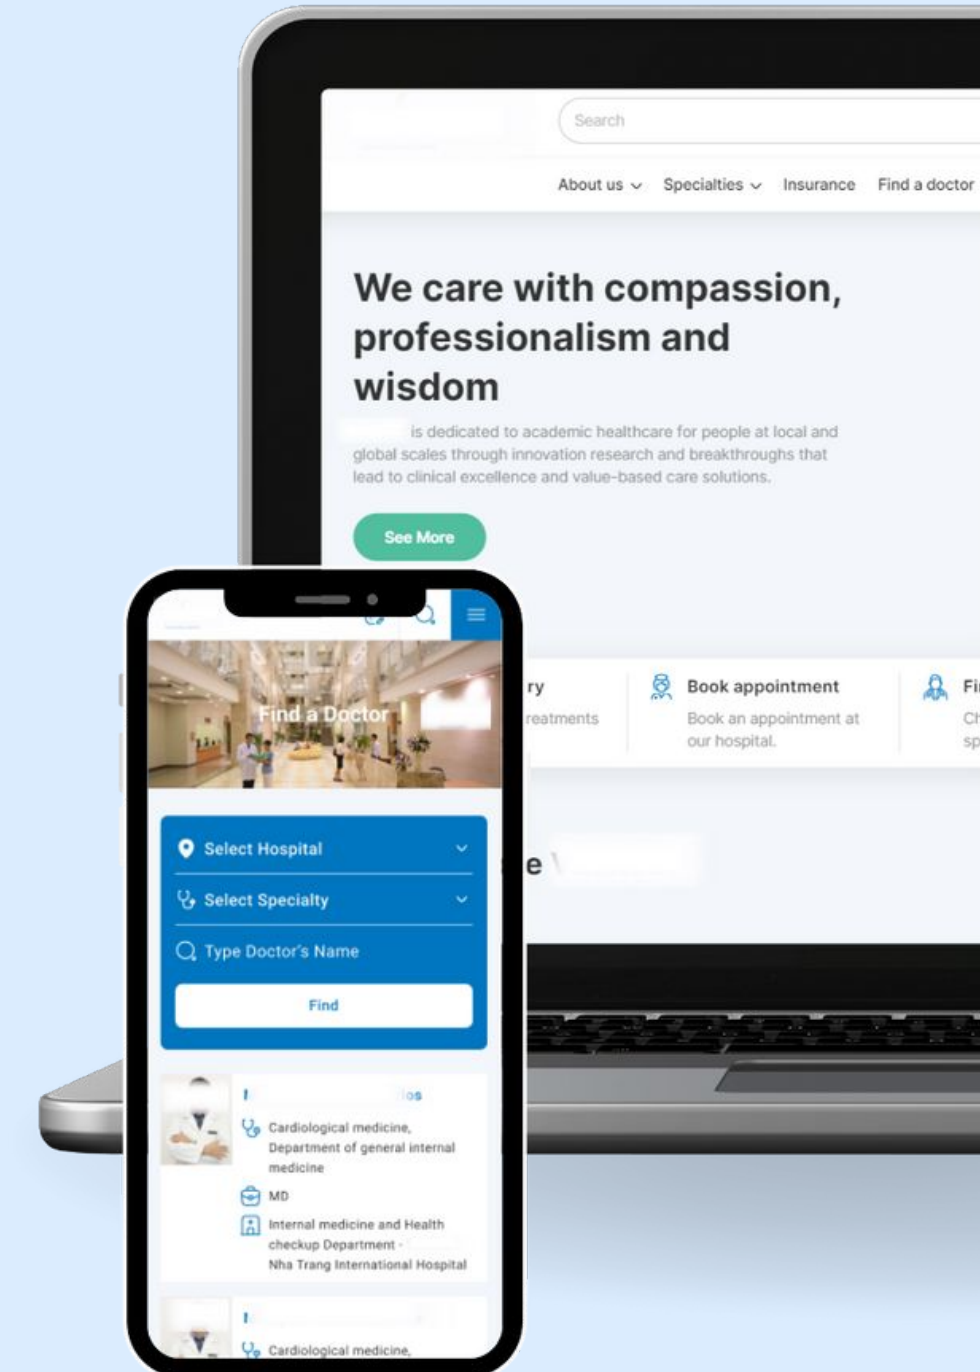 Search
About us
Specialties
Insurance
Find a doctor
We care with compassion,
professionalism and
wisdom
is dedicated to academic healthcare for people at local and
global scales through innovation research and breakthroughs that
lead to clinical excellence and value-based care solutions.
See More
ry
reatments
Book appointment
Book an appointment at
our hospital.
Fi
Ch
sp
e
Find a Doctor
Select Hospital
Select Specialty
Type Doctor's Name
Find
los
Cardiological medicine,
Department of general internal
medicine
MD
Internal medicine and Health
checkup Department -
Nha Trang International Hospital
Cardiological medicine,